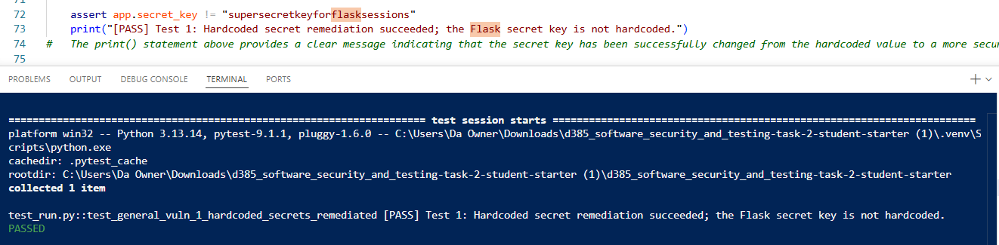 71
72 assert app.secret_key != "supersecretkeyforflasksessions"
73 print("[PASS] Test 1: Hardcoded secret remediation succeeded; the Flask secret key is not hardcoded.")
74 # The print() statement above provides a clear message indicating that the secret key has been successfully changed from the hardcoded value to a more
75
PROBLEMS OUTPUT DEBUG CONSOLE TERMINAL PORTS
===================================================================== test session starts ======================================================================
platform win32 -- Python 3.13.14, pytest-9.1.1, pluggy-1.6.0 -- C:\Users\Da Owner\Downloads\d385_software_security_and_testing-task-2-student-starter (1)\.venv\S
cripts\python.exe
cachedir: .pytest_cache
rootdir: C:\Users\Da Owner\Downloads\d385_software_security_and_testing-task-2-student-starter (1)\d385_software_security_and_testing-task-2-student-starter
collected 1 item
test_run.py::test_general_vuln_1_hardcoded_secrets_remediated [PASS] Test 1: Hardcoded secret remediation succeeded; the Flask secret key is not hardcoded.
PASSED